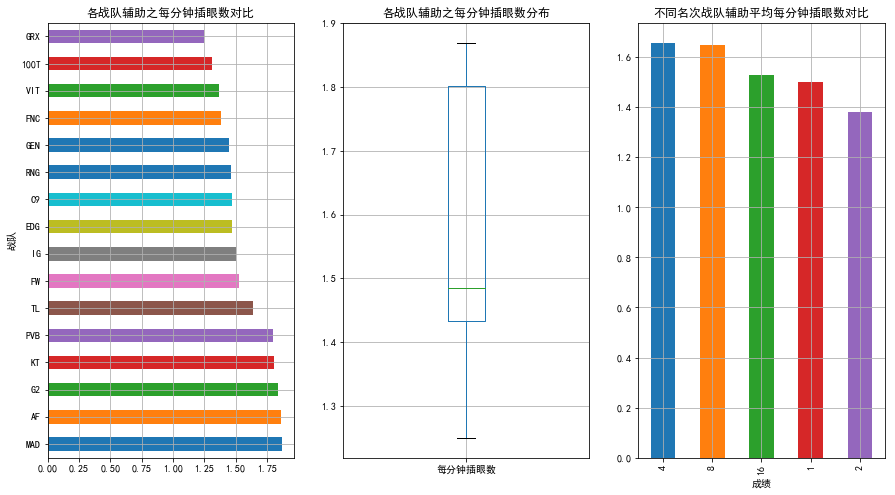 各战队辅助之每分钟插眼数对比
战队
GRX
100T
VIT
FNC
GEN
RNG
C9
EDG
IG
FW
TL
PVB
KT
G2
AF
MAD
0.00 0.25 0.50 0.75 1.00 1.25 1.50 1.75
各战队辅助之每分钟插眼数分布
1.9
1.8
1.7
1.6
1.5
1.4
1.3
每分钟插眼数
不同名次战队辅助平均每分钟插眼数对比
1.6
1.4
1.2
1.0
0.8
0.6
0.4
0.2
0.0
4 8 16 1 2
成绩